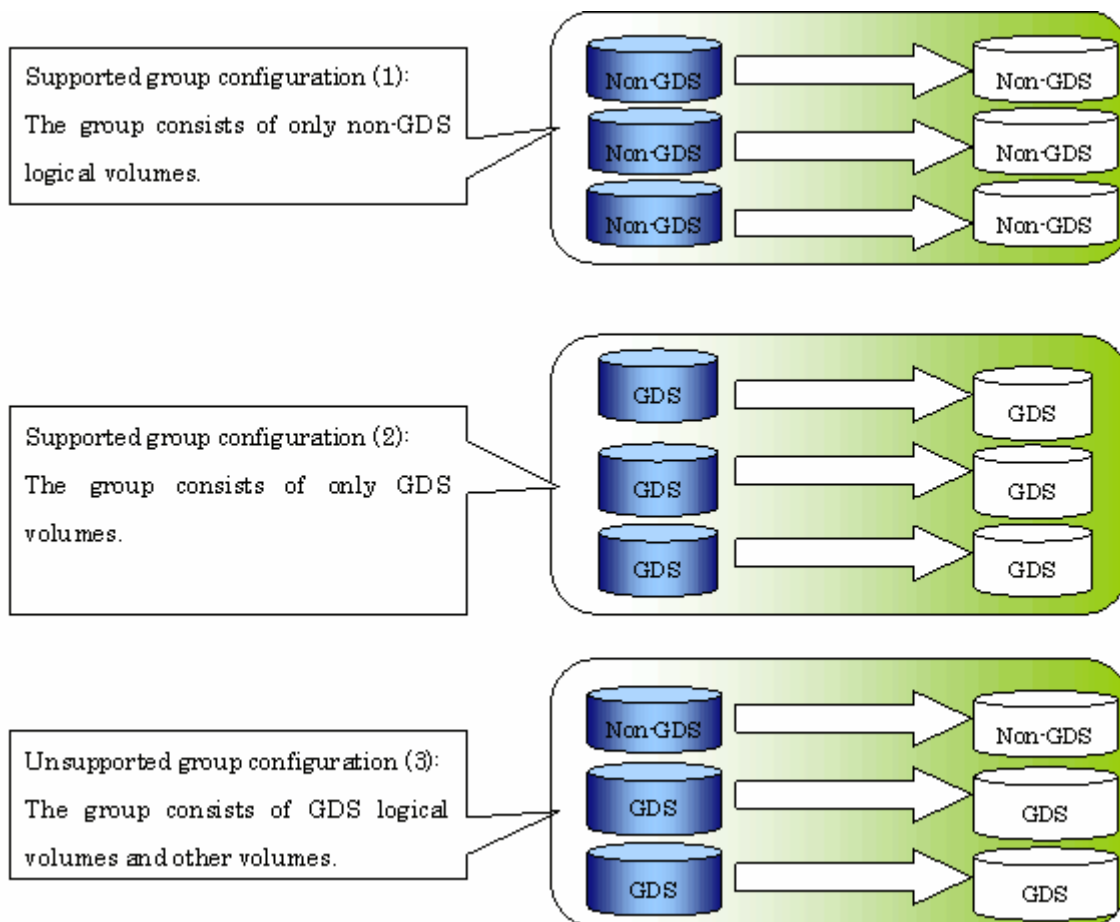 Supported group configuration (1):
The group consists of only non-GDS
logical volumes.
Non-GDS
Non-GDS
Non-GDS
Non-GDS
Non-GDS
Non-GDS
Supported group configuration (2):
The group consists of only GDS
volumes.
GDS
GDS
GDS
GDS
GDS
GDS
Unsupported group configuration (3):
The group consists of GDS logical
volumes and other volumes.
Non-GDS
Non-GDS
GDS
GDS
GDS
GDS